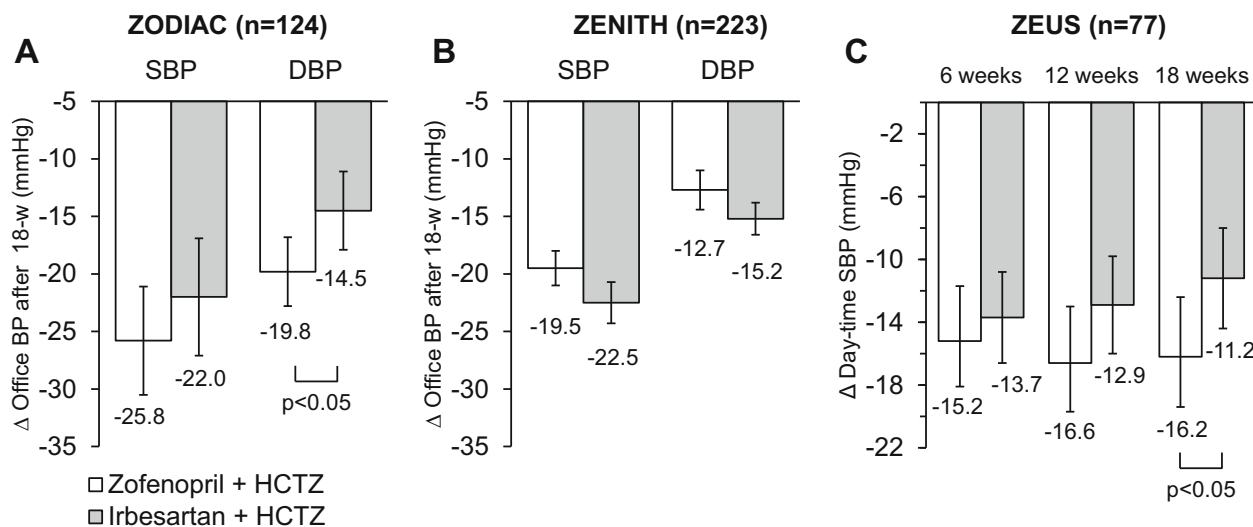 ZODIAC (n=124)
A
SBP
DBP
Δ Office BP after 18-w (mmHg)
-5
-10
-15
-20
-25
-30
-35
-25.8
-22.0
-19.8
-14.5
p<0.05
ZENITH (n=223)
B
SBP
DBP
Δ Office BP after 18-w (mmHg)
-5
-10
-15
-20
-25
-30
-35
-19.5
-22.5
-12.7
-15.2
ZEUS (n=77)
C
6 weeks
12 weeks
18 weeks
Δ Day-time SBP (mmHg)
-2
-6
-10
-14
-18
-22
-15.2
-13.7
-16.6
-12.9
-16.2
-11.2
p<0.05
Zofenopril + HCTZ
Irbesartan + HCTZ